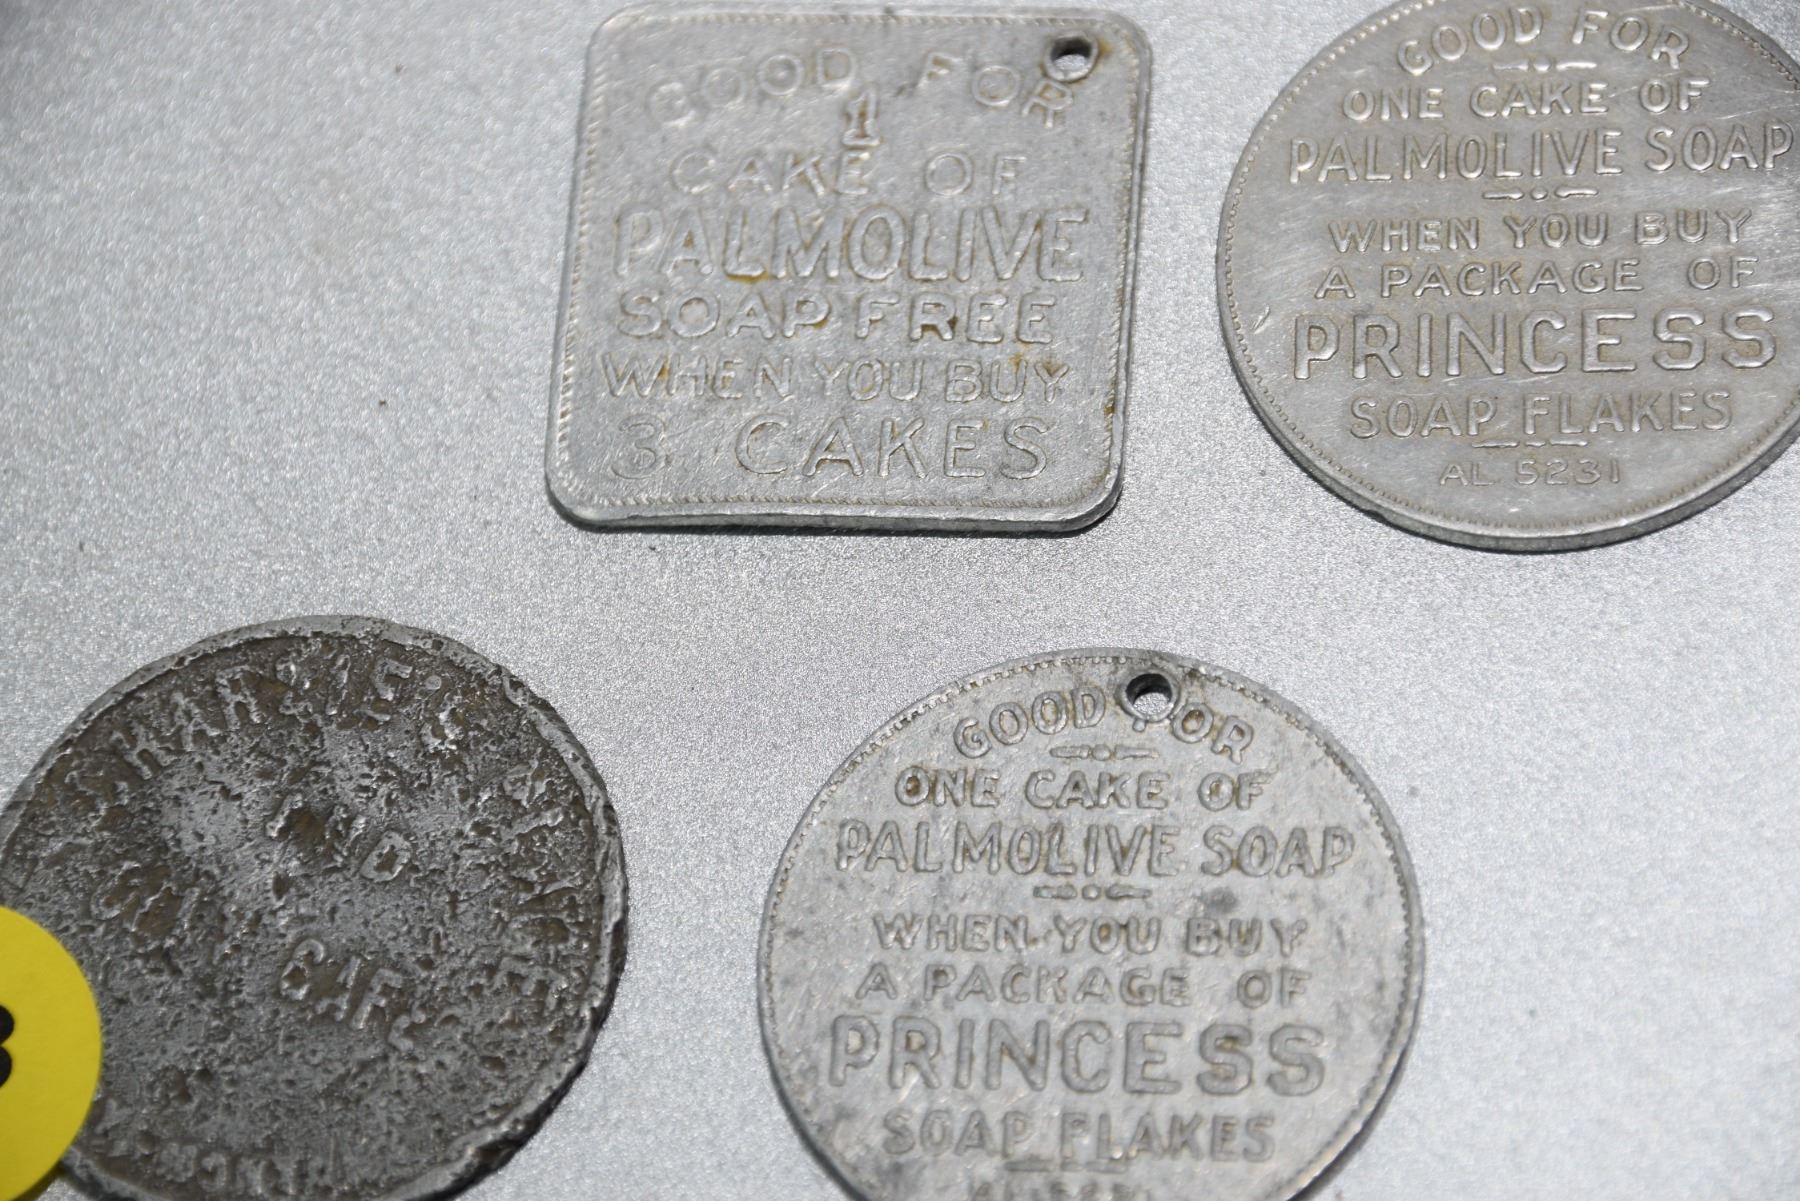 GOOD FOR
1
CAKE OF
PALMOLIVE
SOAP FREE
WHEN YOU BUY
3 CAKES
GOOD FOR
ONE CAKE OF
PALMOLIVE SOAP
WHEN YOU BUY
A PACKAGE OF
PRINCESS
SOAP FLAKES
AL 5231
AND
CAFE
GOOD FOR
ONE CAKE OF
PALMOLIVE SOAP
WHEN YOU BUY
A PACKAGE OF
PRINCESS
SOAP FLAKES